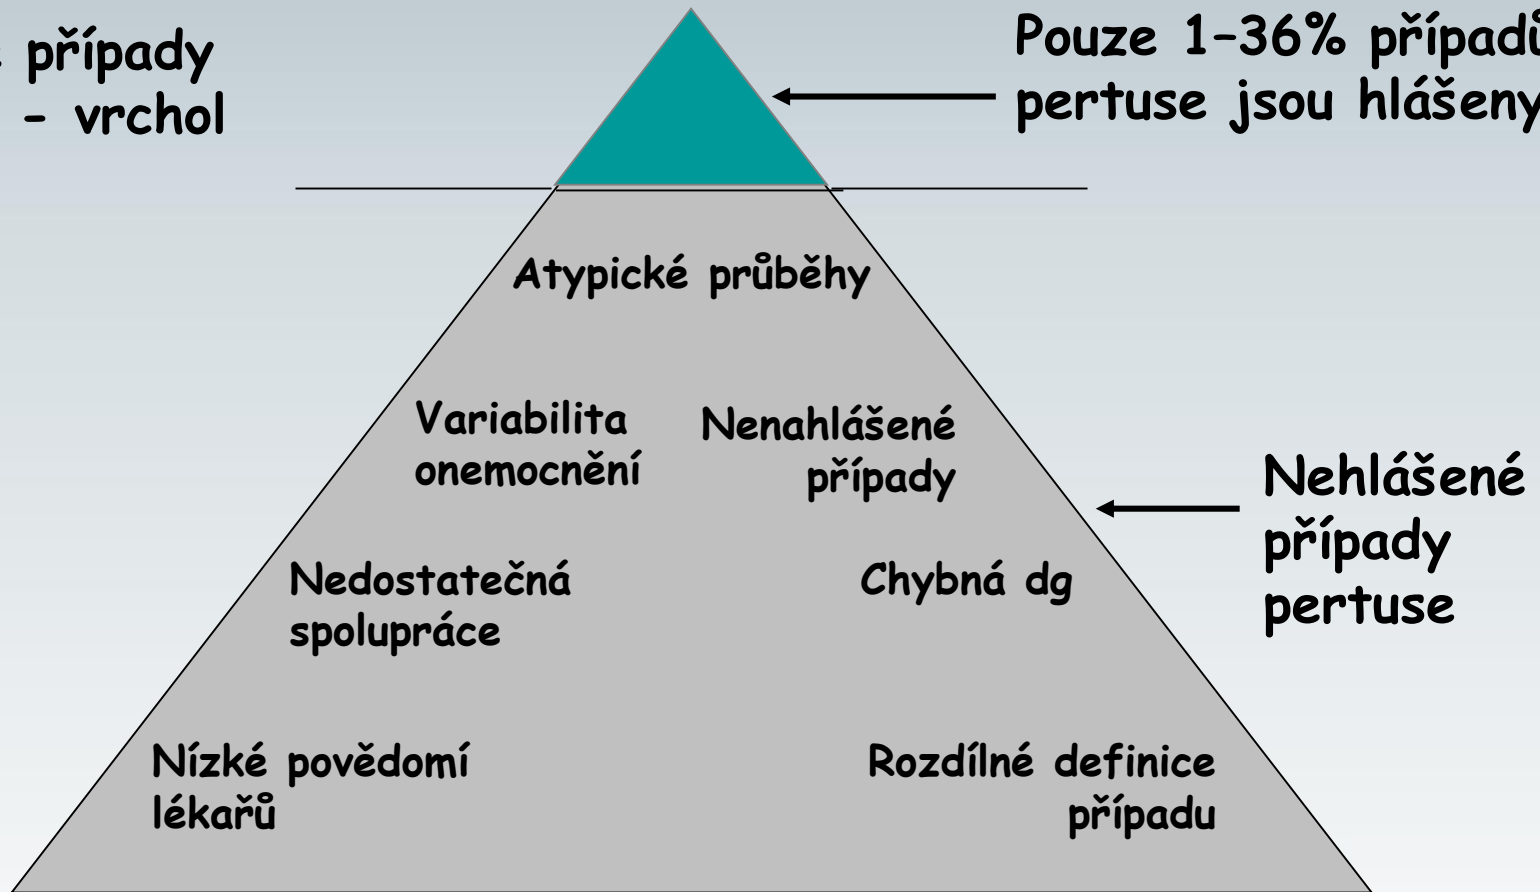 případy
- vrchol
Pouze 1-36% případů
pertuse jsou hlášeny
Atypické průběhy
Variabilita
onemocnění
Nenahlášené
případy
Nehlášené
případy
pertuse
Nedostatečná
spolupráce
Chybná dg
Nízké povědomí
lékařů
Rozdílné definice
případu